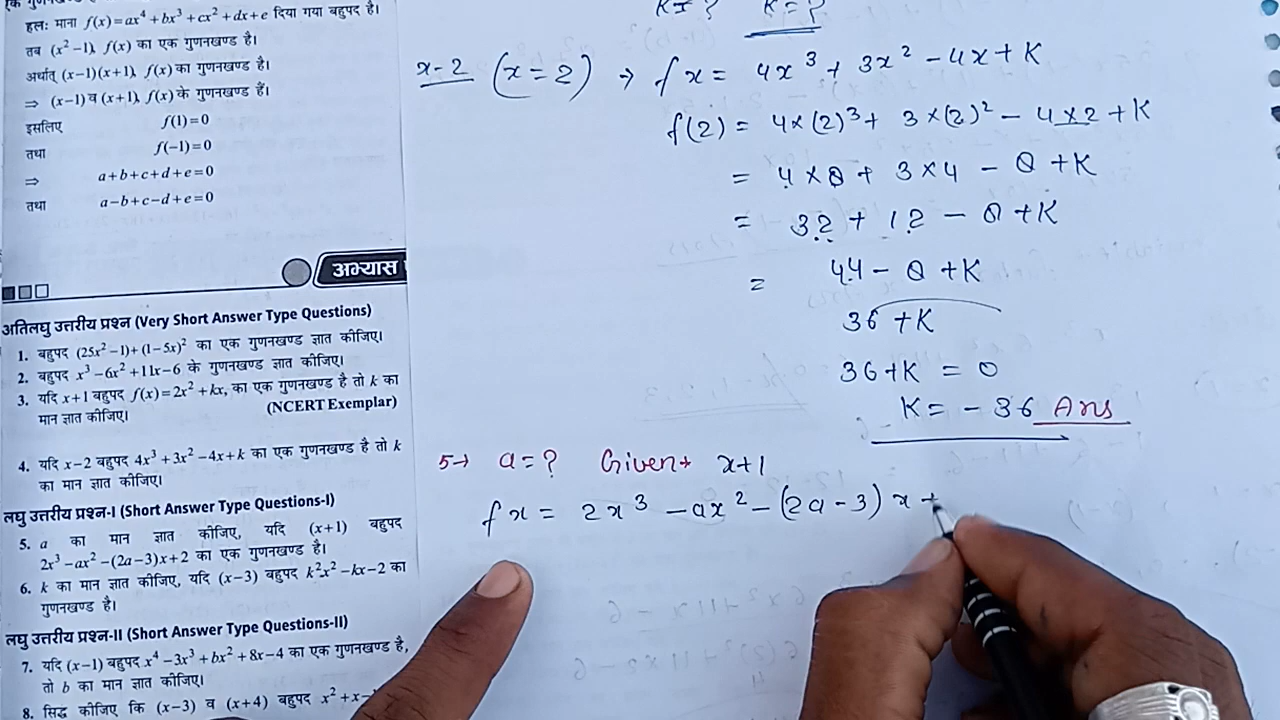 हल: माना f(x)=ax⁴+bx³+cx²+dx+e दिया गया बहुपद है।
तब (x²−1), f(x) का एक गुणनखण्ड है।
अर्थात् (x−1)(x+1), f(x) का गुणनखण्ड है।
⇒ (x−1) व (x+1), f(x) के गुणनखण्ड हैं।
इसलिए f(1)=0
तथा f(−1)=0
⇒ a+b+c+d+e=0
तथा a−b+c−d+e=0
अभ्यास
अतिलघु उत्तरीय प्रश्न (Very Short Answer Type Questions)
1. बहुपद (25x²−1)+(1−5x)² का एक गुणनखण्ड ज्ञात कीजिए।
2. बहुपद x³−6x²+11x−6 के गुणनखण्ड ज्ञात कीजिए।
3. यदि x+1 बहुपद f(x)=2x²+kx, का एक गुणनखण्ड है तो k का
मान ज्ञात कीजिए। (NCERT Exemplar)
4. यदि x−2 बहुपद 4x³+3x²−4x+k का एक गुणनखण्ड है तो k
का मान ज्ञात कीजिए।
लघु उत्तरीय प्रश्न-I (Short Answer Type Questions-I)
5. a का मान ज्ञात कीजिए, यदि (x+1) बहुपद
2x³−ax²−(2a−3)x+2 का एक गुणनखण्ड है।
6. k का मान ज्ञात कीजिए, यदि (x−3) बहुपद k²x²−kx−2 का
गुणनखण्ड है।
लघु उत्तरीय प्रश्न-II (Short Answer Type Questions-II)
7. यदि (x−1) बहुपद x⁴−3x³+bx²+8x−4 का एक गुणनखण्ड है,
तो b का मान ज्ञात कीजिए।
8. सिद्ध कीजिए कि (x−3) व (x+4) बहुपद x²+x−
K=? K=?
x-2 (x=2) → fx = 4x³ + 3x² - 4x + K
f(2) = 4×(2)³ + 3×(2)² - 4×2 + K
= 4×8 + 3×4 - 8 + K
= 32 + 12 - 8 + K
= 44 - 8 + K
36 + K
36+K = 0
K = - 36 Ans
5→ a=? Given→ x+1
fx = 2x³ - ax² - (2a-3) x +